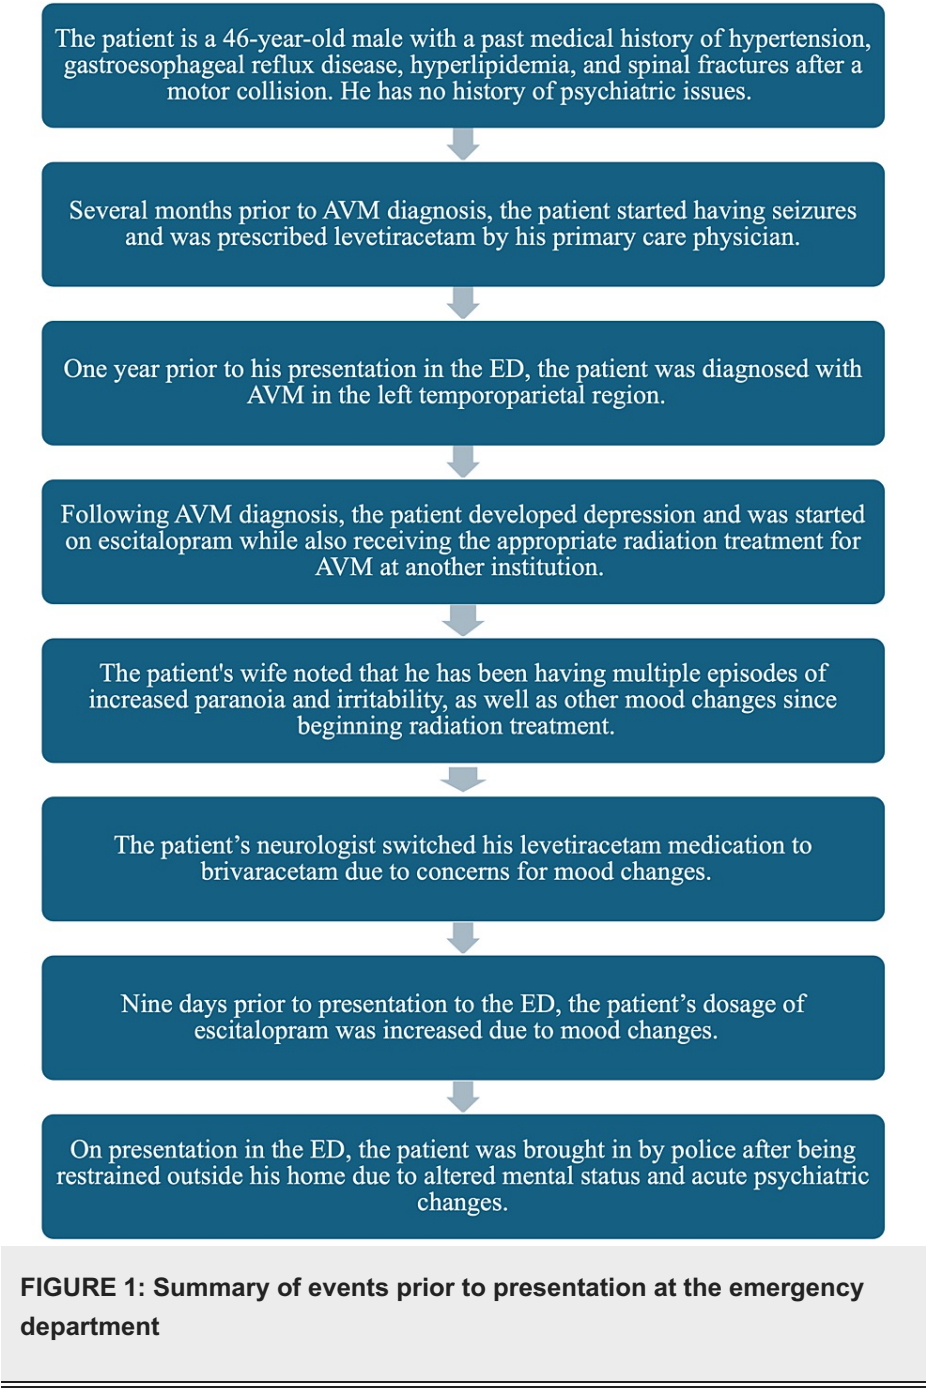 The patient is a 46-year-old male with a past medical history of hypertension,
gastroesophageal reflux disease, hyperlipidemia, and spinal fractures after a
motor collision. He has no history of psychiatric issues.
Several months prior to AVM diagnosis, the patient started having seizures
and was prescribed levetiracetam by his primary care physician.
One year prior to his presentation in the ED, the patient was diagnosed with
AVM in the left temporoparietal region.
Following AVM diagnosis, the patient developed depression and was started
on escitalopram while also receiving the appropriate radiation treatment for
AVM at another institution.
The patient's wife noted that he has been having multiple episodes of
increased paranoia and irritability, as well as other mood changes since
beginning radiation treatment.
The patient’s neurologist switched his levetiracetam medication to
brivaracetam due to concerns for mood changes.
Nine days prior to presentation to the ED, the patient’s dosage of
escitalopram was increased due to mood changes.
On presentation in the ED, the patient was brought in by police after being
restrained outside his home due to altered mental status and acute psychiatric
changes.
FIGURE 1: Summary of events prior to presentation at the emergency
department